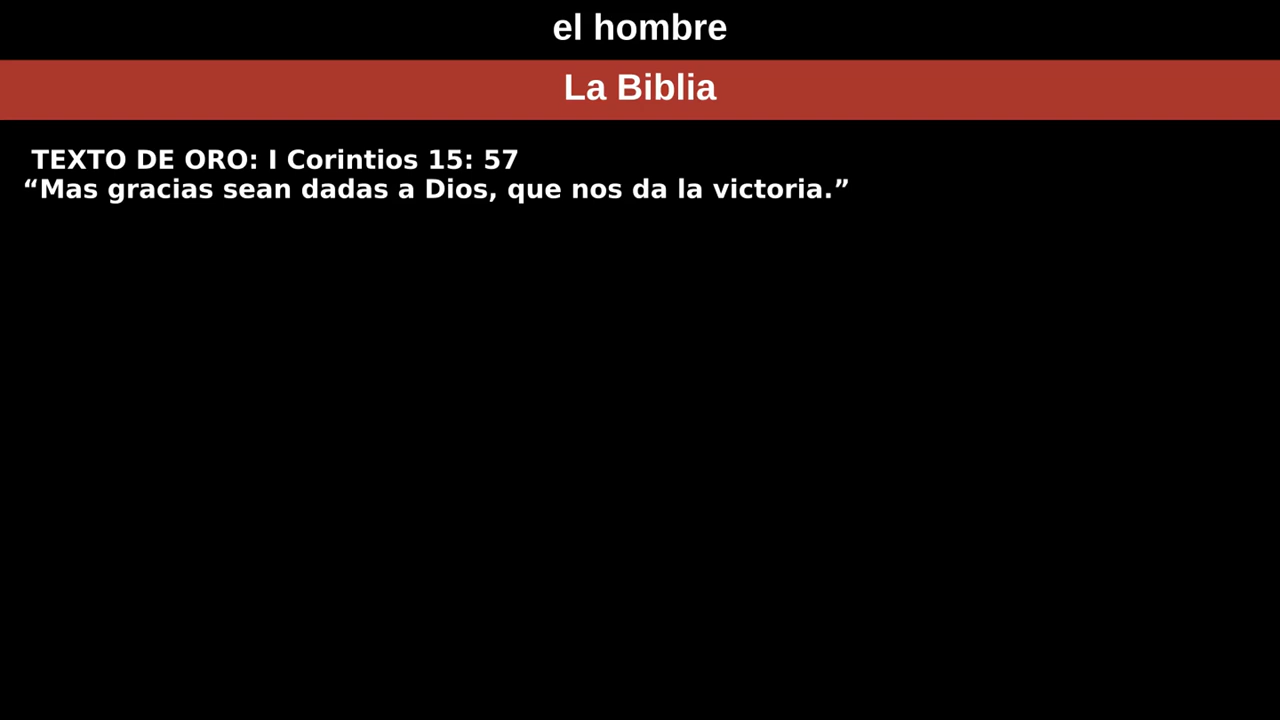 el hombre
La Biblia
TEXTO DE ORO: I Corintios 15: 57
“Mas gracias sean dadas a Dios, que nos da la victoria.”